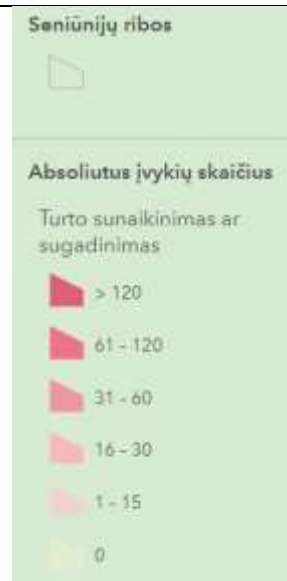 Seniūnijų ribos
Absoliutus įvykių skaičius
Turto sunaikinimas ar
sugadinimas
> 120
61 - 120
31 - 60
16 - 30
1 - 15
0